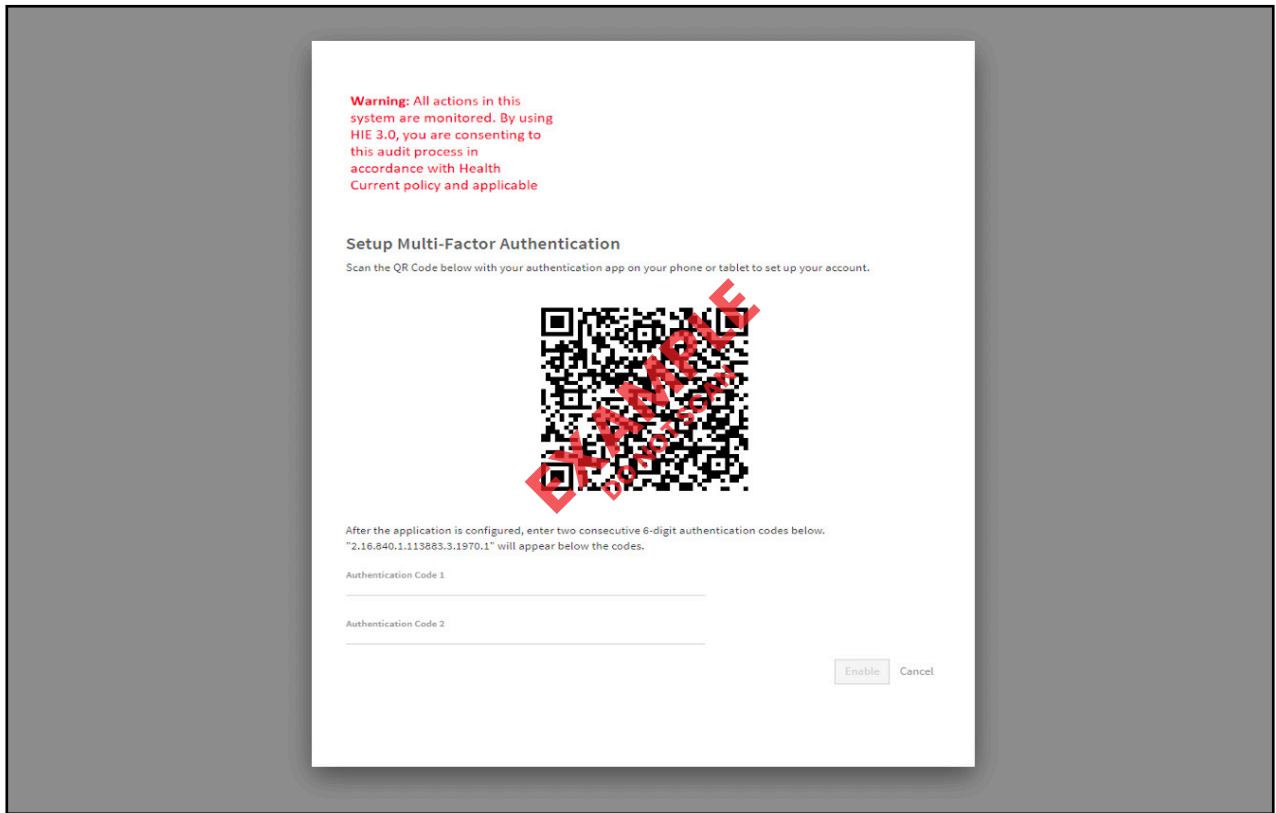 Warning: All actions in this
system are monitored. By using
HIE 3.0, you are consenting to
this audit process in
accordance with Health
Current policy and applicable
Setup Multi-Factor Authentication
Scan the QR Code below with your authentication app on your phone or tablet to set up your account.
EXAMPLE
DO NOT SCAN
After the application is configured, enter two consecutive 6-digit authentication codes below.
"2.16.840.1.113883.3.1970.1" will appear below the codes.
Authentication Code 1
Authentication Code 2
Enable Cancel